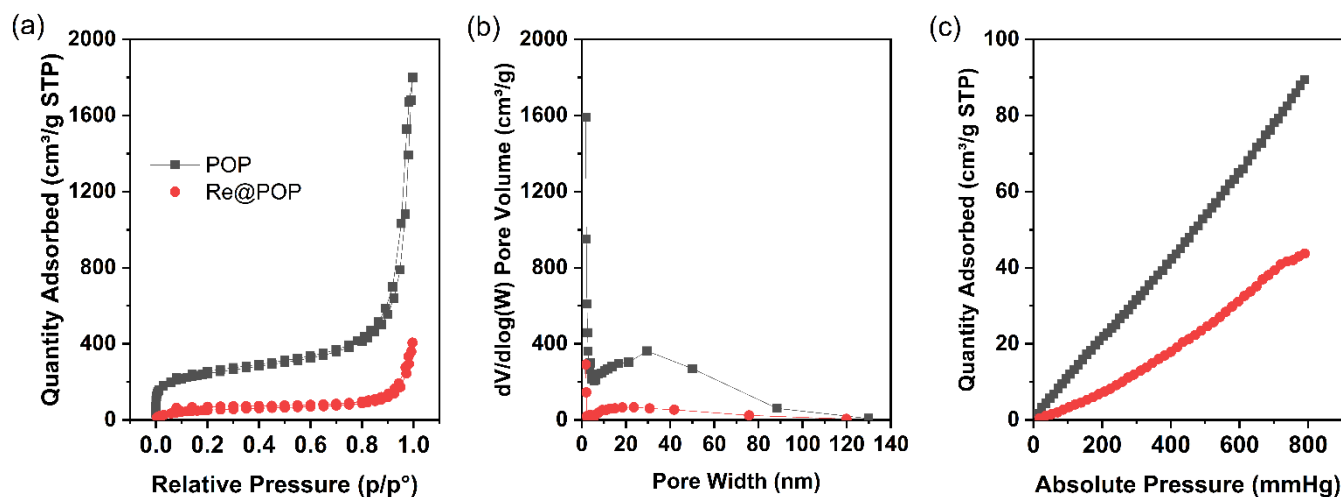 (a)
Quantity Adsorbed (cm³/g STP)
2000
1600
1200
800
400
0
POP
Re@POP
0.0 0.2 0.4 0.6 0.8 1.0
Relative Pressure (p/p°)
(b)
dV/dlog(W) Pore Volume (cm³/g)
2000
1600
1200
800
400
0
0 20 40 60 80 100 120 140
Pore Width (nm)
(c)
Quantity Adsorbed (cm³/g STP)
100
80
60
40
20
0
0 200 400 600 800
Absolute Pressure (mmHg)